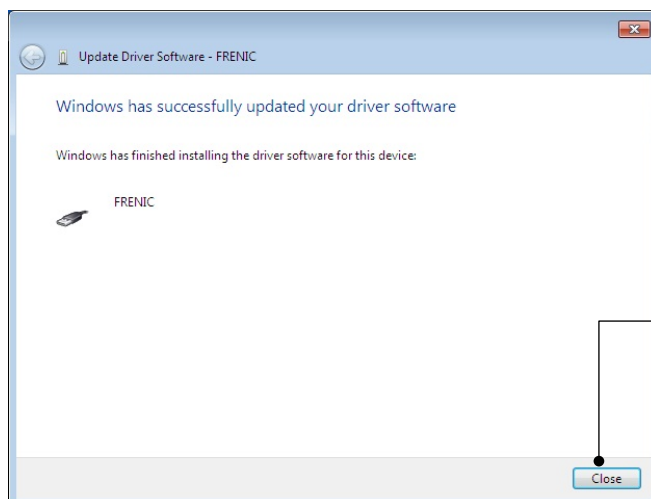 Update Driver Software - FRENIC
Windows has successfully updated your driver software
Windows has finished installing the driver software for this device:
FRENIC
Close